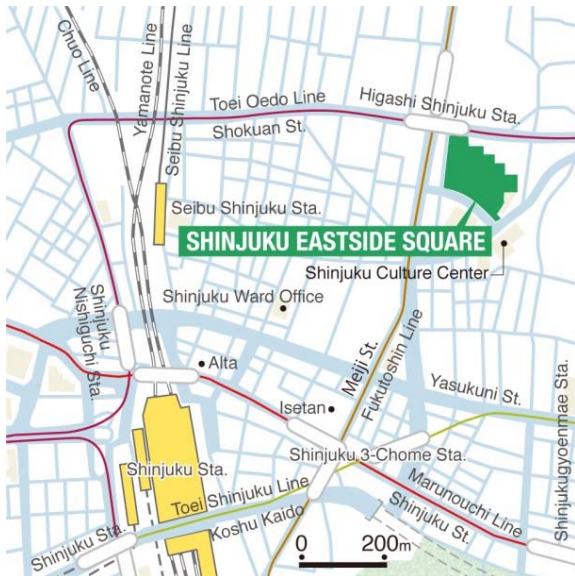 Chuo Line
Yamanote Line
Seibu Shinjuku Line
Toei Oedo Line
Shokuan St.
Higashi Shinjuku Sta.
Seibu Shinjuku Sta.
SHINJUKU EASTSIDE SQUARE
Shinjuku Culture Center
Shinjuku Ward Office
Shinjuku
Nishiguchi Sta.
Alta
Meiji St.
Fukutoshin Line
Yasukuni St.
Isetan
Shinjuku 3-Chome Sta.
Shinjukugyoenmae Sta.
Shinjuku Sta.
Toei Shinjuku Line
Koshu Kaido
Marunouchi Line
Shinjuku St.
Shinjuku Sta.
0 200m